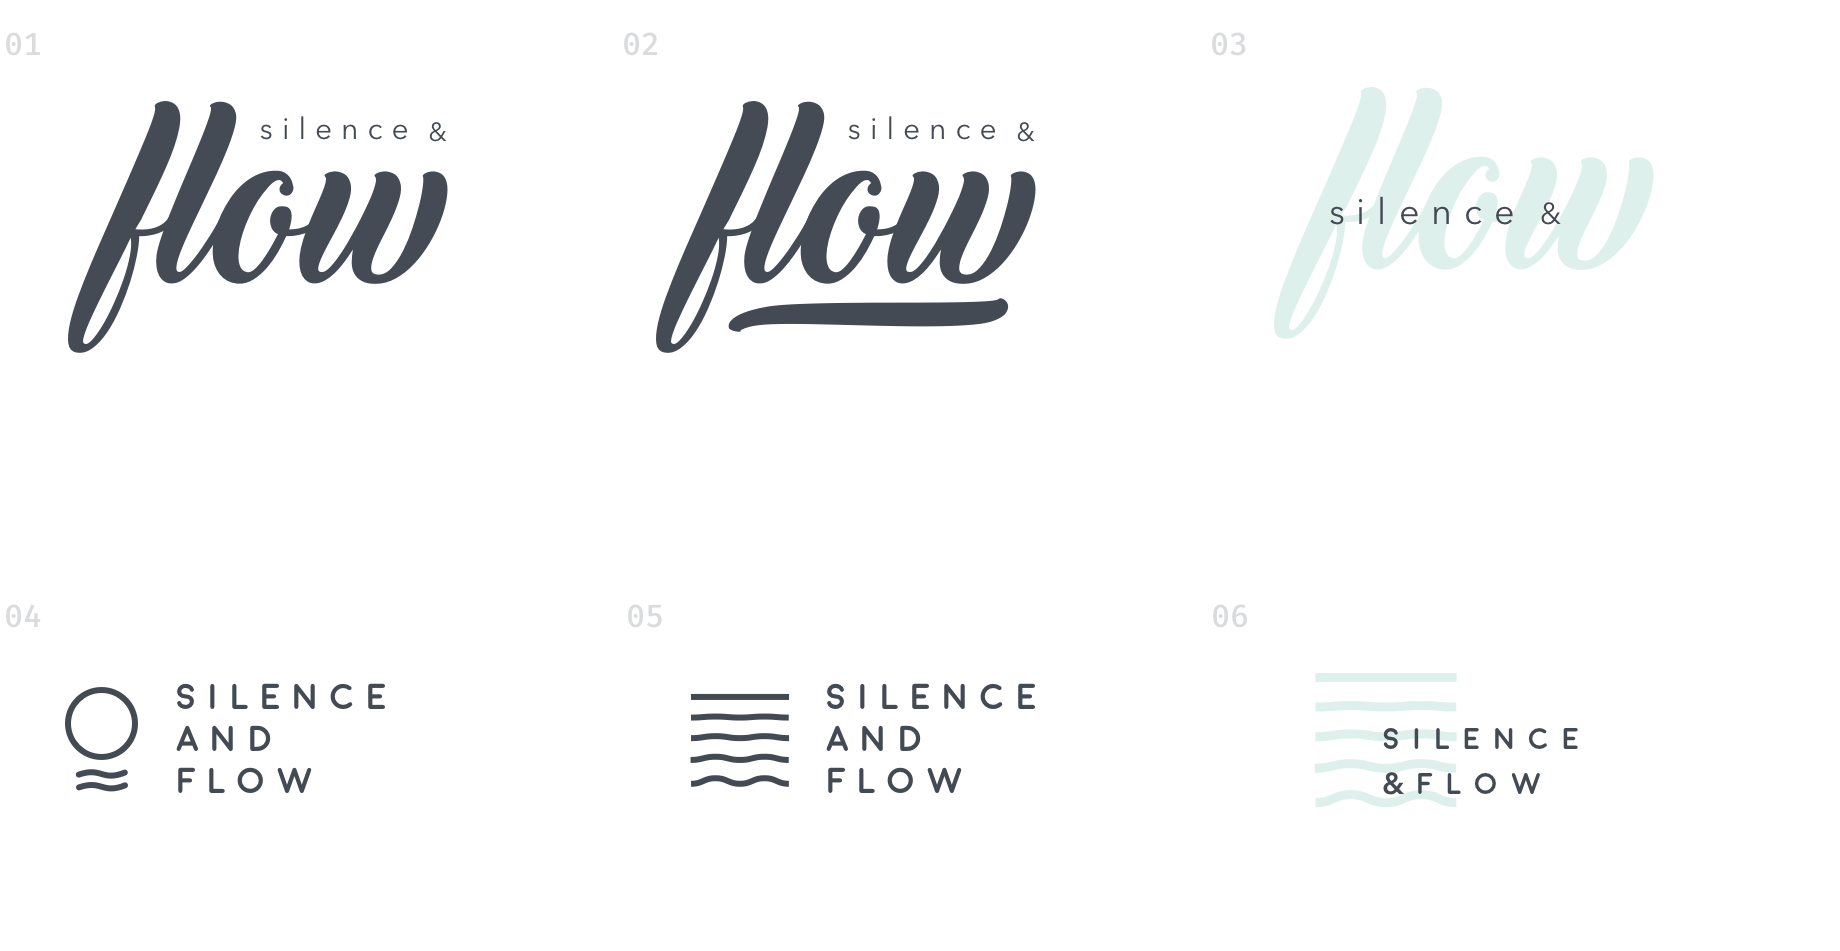 01
silence &
flow
02
silence &
flow
03
silence &
flow
04
SILENCE
AND
FLOW
05
SILENCE
AND
FLOW
06
SILENCE
& FLOW